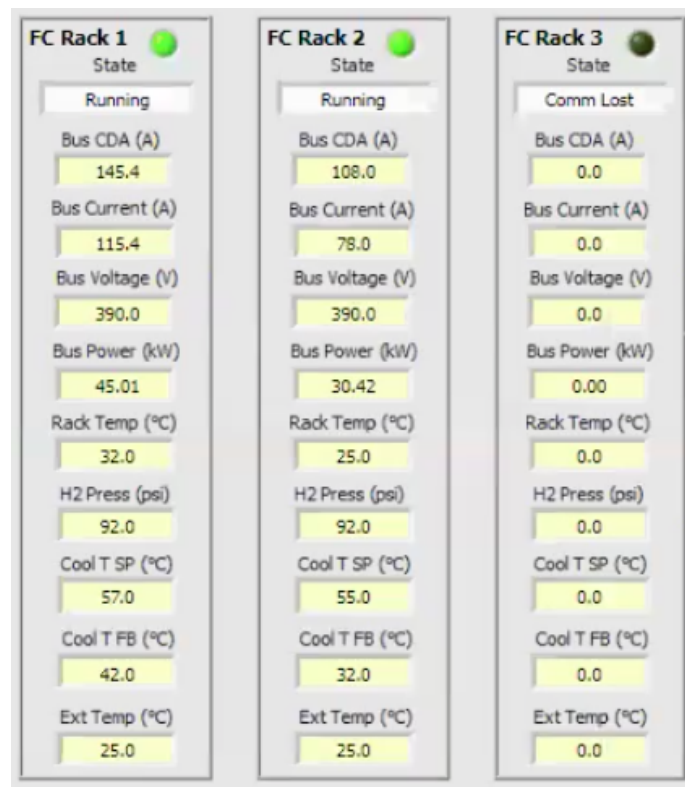 FC Rack 1
State
Running
Bus CDA (A)
145.4
Bus Current (A)
115.4
Bus Voltage (V)
390.0
Bus Power (kW)
45.01
Rack Temp (°C)
32.0
H2 Press (psi)
92.0
Cool T SP (°C)
57.0
Cool T FB (°C)
42.0
Ext Temp (°C)
25.0
FC Rack 2
State
Running
Bus CDA (A)
108.0
Bus Current (A)
78.0
Bus Voltage (V)
390.0
Bus Power (kW)
30.42
Rack Temp (°C)
25.0
H2 Press (psi)
92.0
Cool T SP (°C)
55.0
Cool T FB (°C)
32.0
Ext Temp (°C)
25.0
FC Rack 3
State
Comm Lost
Bus CDA (A)
0.0
Bus Current (A)
0.0
Bus Voltage (V)
0.0
Bus Power (kW)
0.00
Rack Temp (°C)
0.0
H2 Press (psi)
0.0
Cool T SP (°C)
0.0
Cool T FB (°C)
0.0
Ext Temp (°C)
0.0